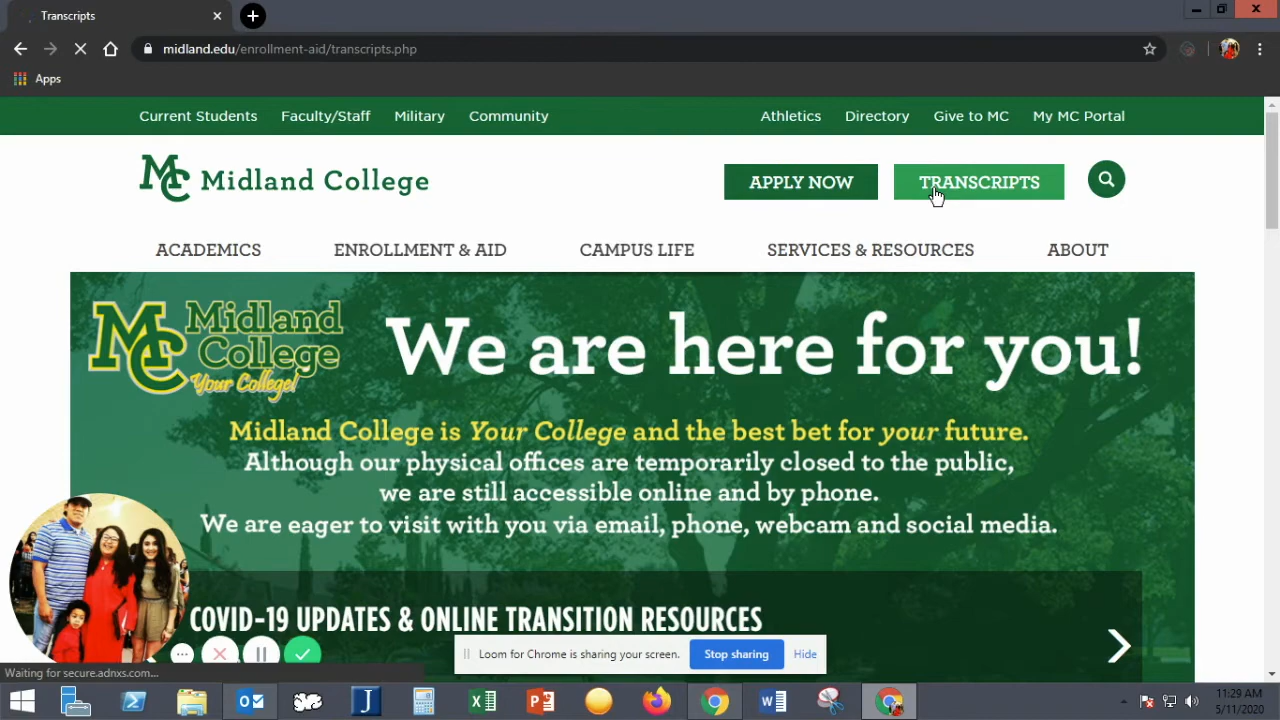 Transcripts
midland.edu/enrollment-aid/transcripts.php
Apps
Current Students Faculty/Staff Military Community Athletics Directory Give to MC My MC Portal
MC Midland College APPLY NOW TRANSCRIPTS
ACADEMICS ENROLLMENT & AID CAMPUS LIFE SERVICES & RESOURCES ABOUT
MC Midland College Your College!
We are here for you!
Midland College is Your College and the best bet for your future.
Although our physical offices are temporarily closed to the public,
we are still accessible online and by phone.
We are eager to visit with you via email, phone, webcam and social media.
COVID-19 UPDATES & ONLINE TRANSITION RESOURCES
Loom for Chrome is sharing your screen. Stop sharing Hide
Waiting for secure.adnxs.com...
11:29 AM
5/11/2020